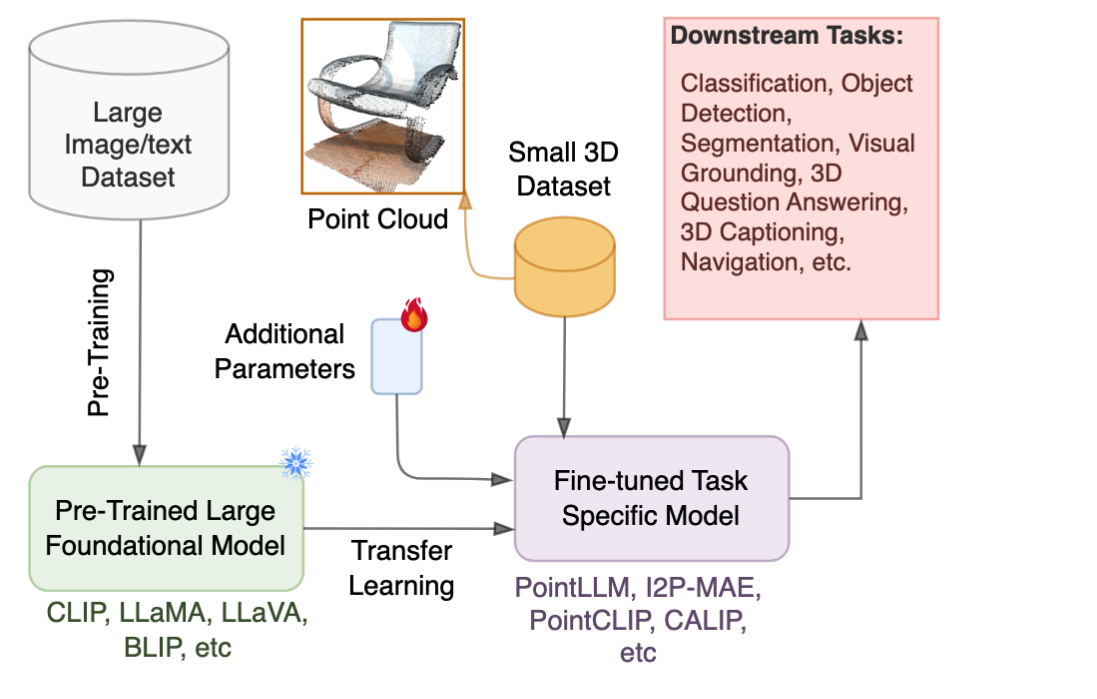 Large
Image/text
Dataset
Point Cloud
Small 3D
Dataset
Downstream Tasks:
Classification, Object
Detection,
Segmentation, Visual
Grounding, 3D
Question Answering,
3D Captioning,
Navigation, etc.
Pre-Training
Additional
Parameters
Pre-Trained Large
Foundational Model
CLIP, LLaMA, LLaVA,
BLIP, etc
Transfer
Learning
Fine-tuned Task
Specific Model
PointLLM, I2P-MAE,
PointCLIP, CALIP,
etc